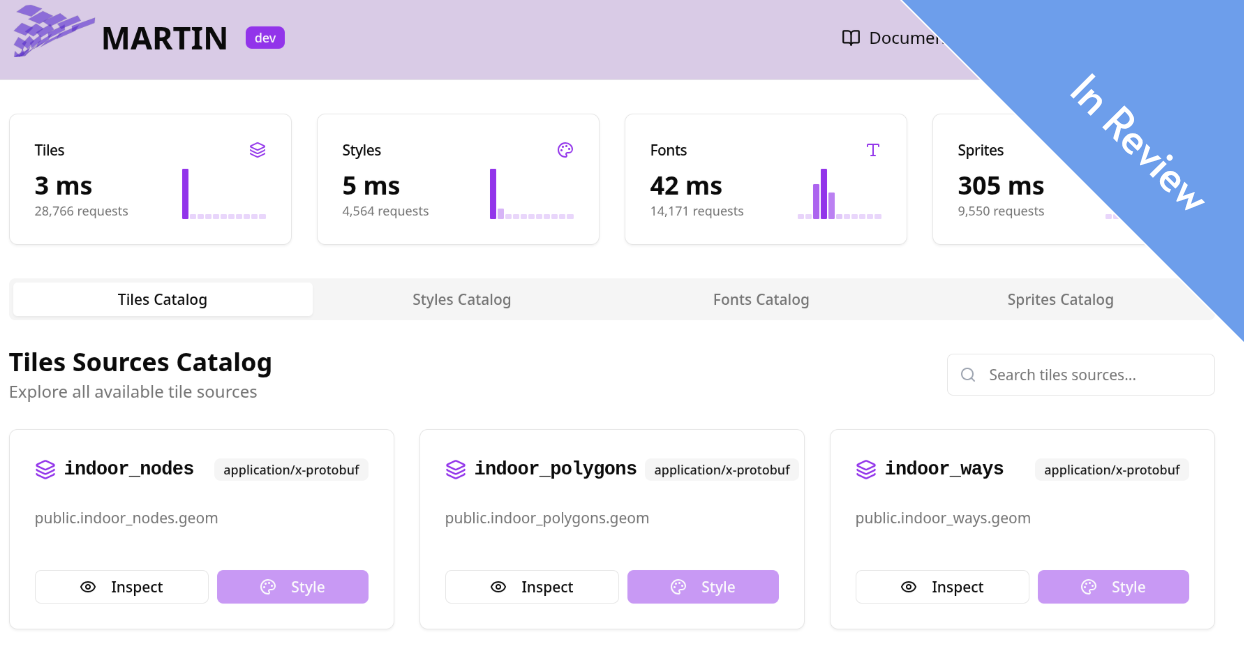 MARTIN dev
In Review
Tiles
3 ms
28,766 requests
Styles
5 ms
4,564 requests
Fonts
42 ms
14,171 requests
Sprites
305 ms
9,550 requests
Tiles Catalog
Styles Catalog
Fonts Catalog
Sprites Catalog
Tiles Sources Catalog
Explore all available tile sources
Search tiles sources...
indoor_nodes application/x-protobuf
public.indoor_nodes.geom
Inspect
Style
indoor_polygons application/x-protobuf
public.indoor_polygons.geom
Inspect
Style
indoor_ways application/x-protobuf
public.indoor_ways.geom
Inspect
Style